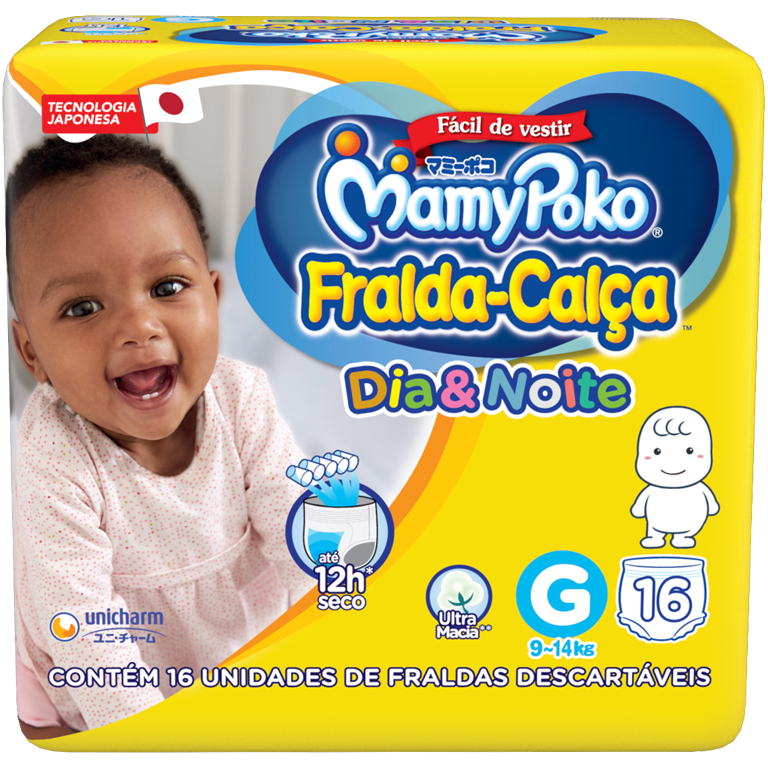 TECNOLOGIA
JAPONESA
Fácil de vestir
マミーポコ
MamyPoko®
Fralda-Calça™
Dia & Noite
até
12h*
seco
Ultra
Macia**
G
9~14kg
16
unicharm
ユニ・チャーム
CONTÉM 16 UNIDADES DE FRALDAS DESCARTÁVEIS